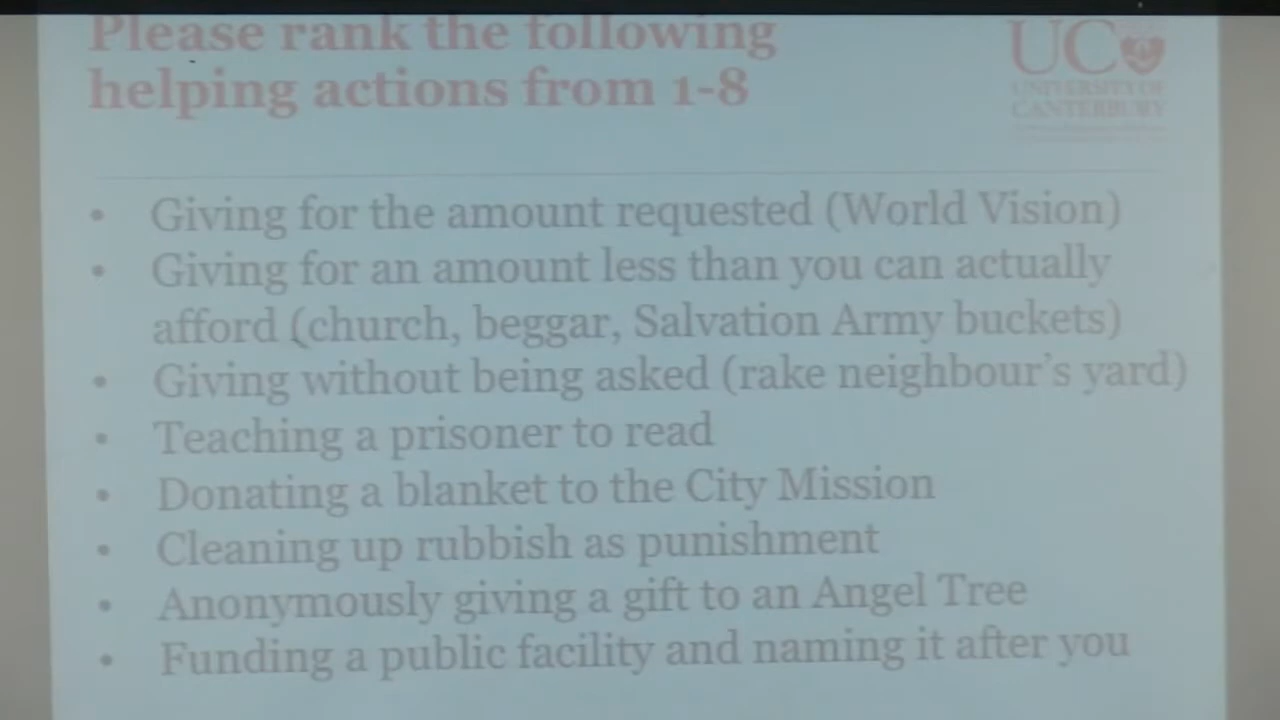 Please rank the following
helping actions from 1-8
UC
UNIVERSITY OF
CANTERBURY
• Giving for the amount requested (World Vision)
• Giving for an amount less than you can actually
afford (church, beggar, Salvation Army buckets)
• Giving without being asked (rake neighbour's yard)
• Teaching a prisoner to read
• Donating a blanket to the City Mission
• Cleaning up rubbish as punishment
• Anonymously giving a gift to an Angel Tree
• Funding a public facility and naming it after you